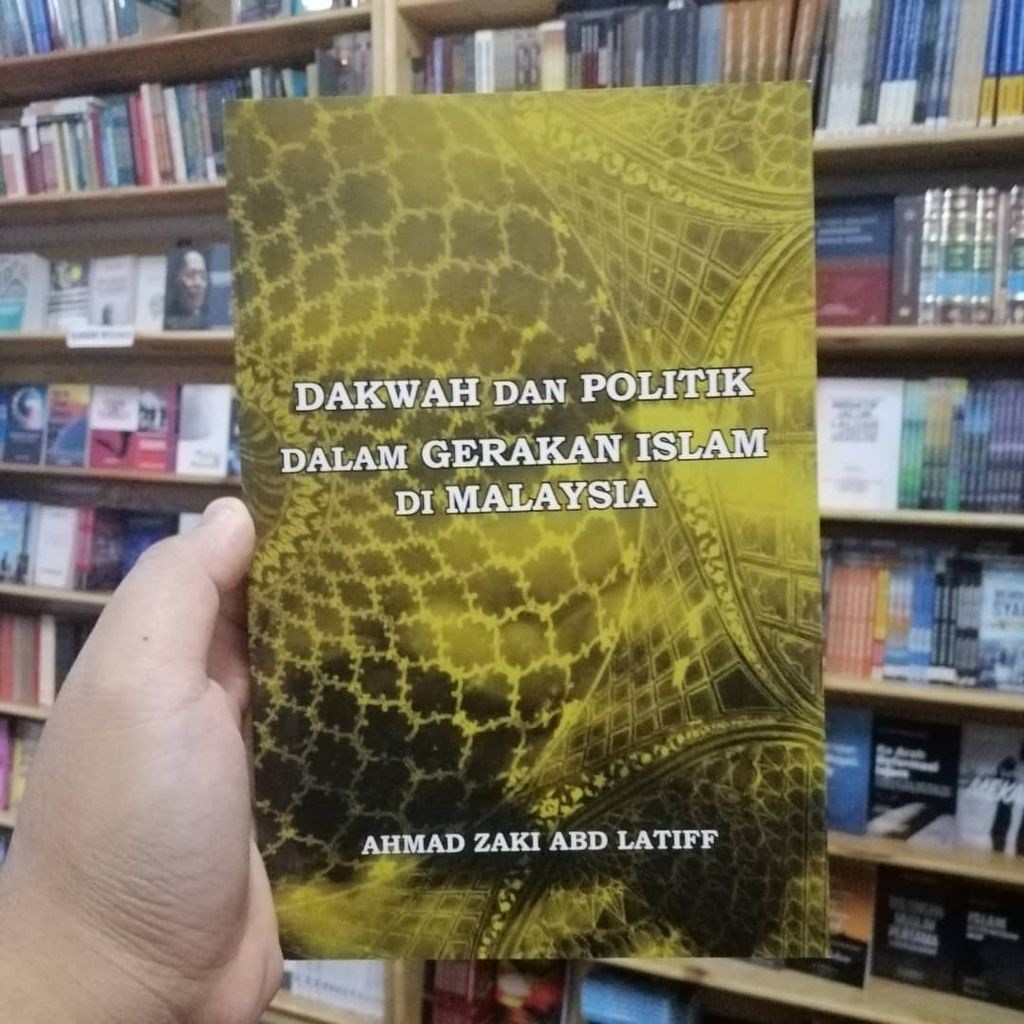 DAKWAH DAN POLITIK
DALAM GERAKAN ISLAM
DI MALAYSIA
AHMAD ZAKI ABD LATIFF